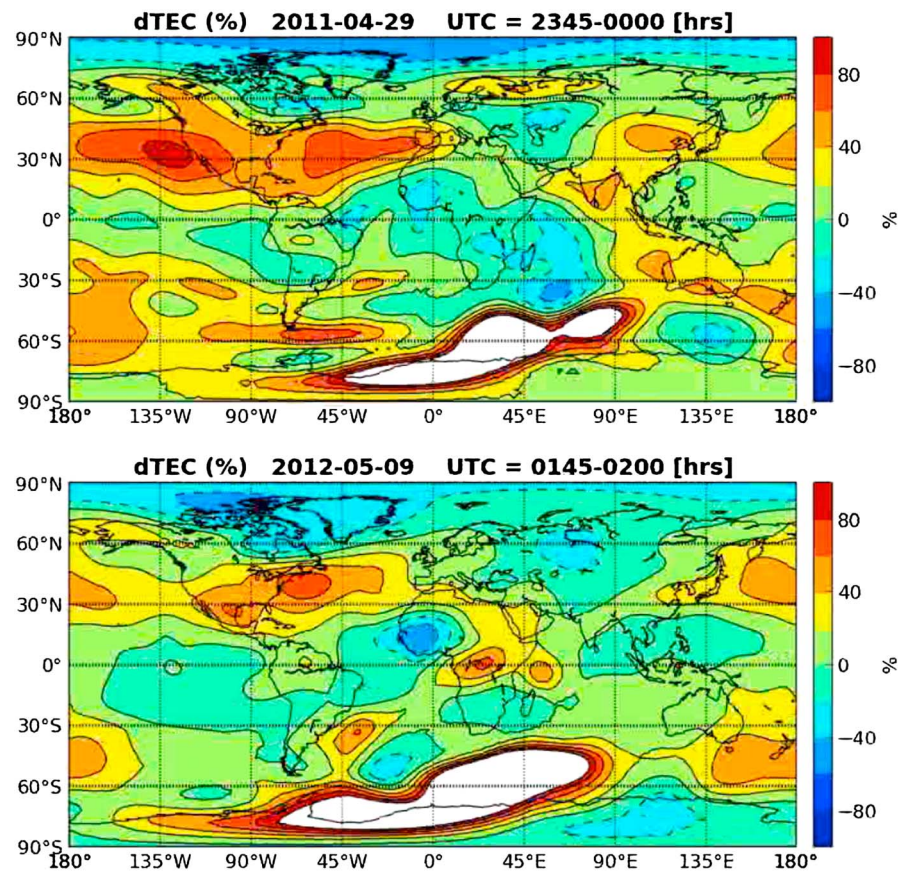 dTEC (%) 2011-04-29 UTC = 2345-0000 [hrs]
90°N
60°N
30°N
0°
30°S
60°S
90°S
180° 135°W 90°W 45°W 0° 45°E 90°E 135°E 180°
80
40
0
−40
−80
%
dTEC (%) 2012-05-09 UTC = 0145-0200 [hrs]
90°N
60°N
30°N
0°
30°S
60°S
90°S
180° 135°W 90°W 45°W 0° 45°E 90°E 135°E 180°
80
40
0
−40
−80
%